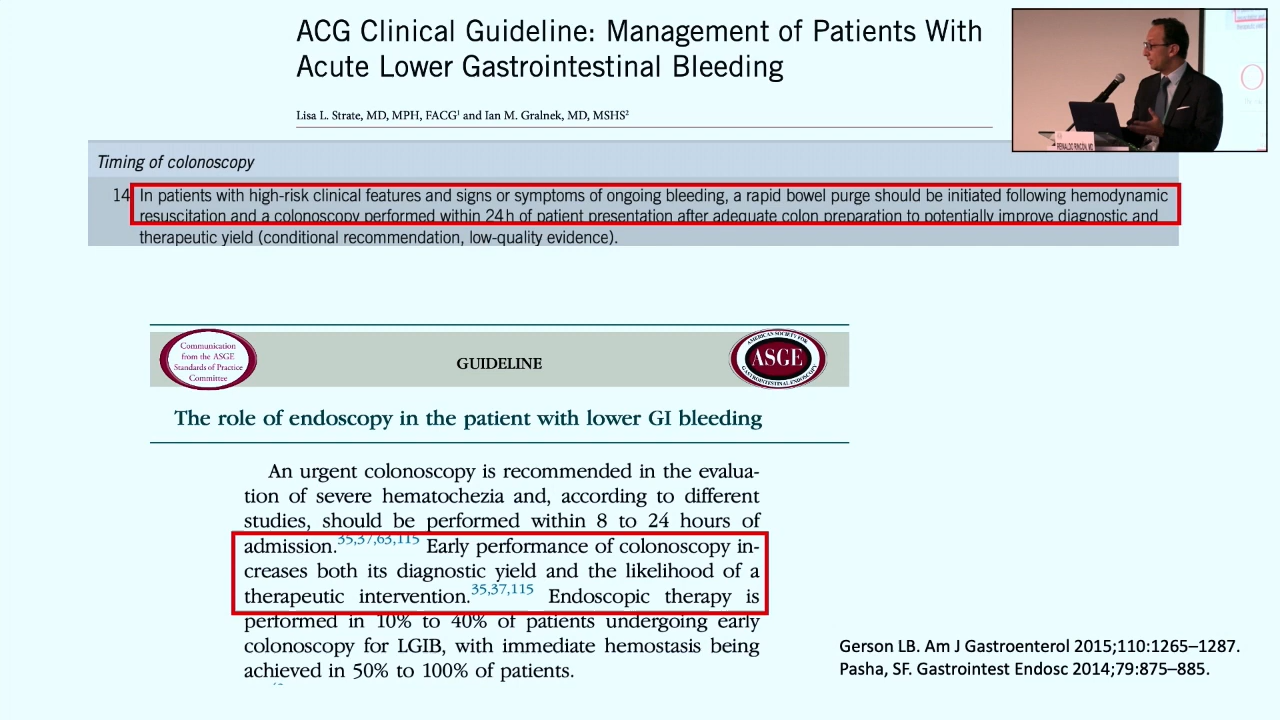 ACG Clinical Guideline: Management of Patients With
Acute Lower Gastrointestinal Bleeding
Lisa L. Strate, MD, MPH, FACG¹ and Ian M. Gralnek, MD, MSHS²
REINALDO RINCON, MD
Timing of colonoscopy
14 In patients with high-risk clinical features and signs or symptoms of ongoing bleeding, a rapid bowel purge should be initiated following hemodynamic
resuscitation and a colonoscopy performed within 24 h of patient presentation after adequate colon preparation to potentially improve diagnostic and
therapeutic yield (conditional recommendation, low-quality evidence).
Communication
from the ASGE
Standards of Practice
Committee
GUIDELINE
AMERICAN SOCIETY FOR
ASGE
GASTROINTESTINAL ENDOSCOPY
The role of endoscopy in the patient with lower GI bleeding
An urgent colonoscopy is recommended in the evalua-
tion of severe hematochezia and, according to different
studies, should be performed within 8 to 24 hours of
admission.35,37,63,115 Early performance of colonoscopy in-
creases both its diagnostic yield and the likelihood of a
therapeutic intervention.35,37,115 Endoscopic therapy is
performed in 10% to 40% of patients undergoing early
colonoscopy for LGIB, with immediate hemostasis being
achieved in 50% to 100% of patients.
Gerson LB. Am J Gastroenterol 2015;110:1265–1287.
Pasha, SF. Gastrointest Endosc 2014;79:875–885.